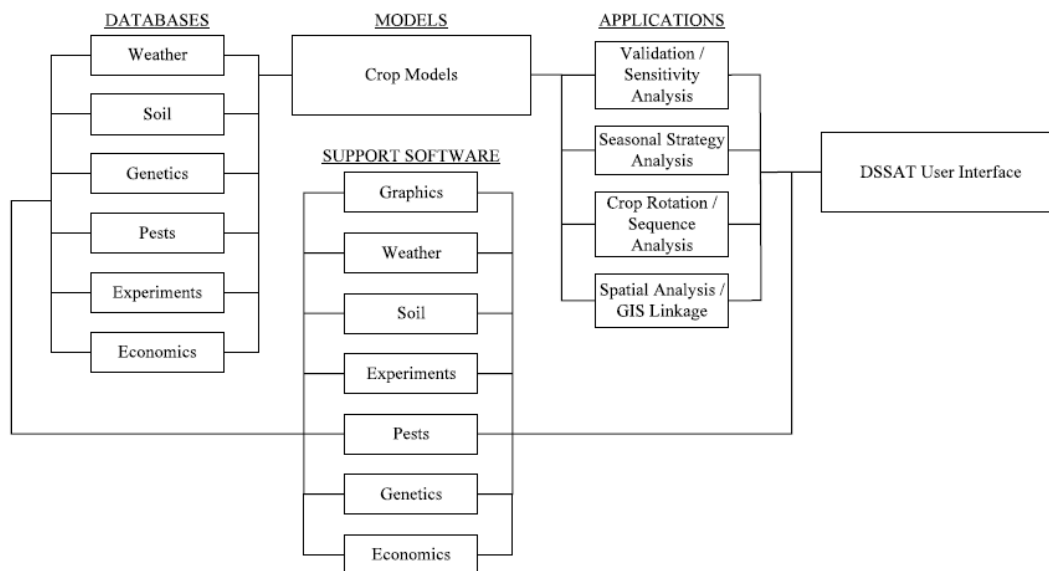 DATABASES
Weather
Soil
Genetics
Pests
Experiments
Economics
MODELS
Crop Models
SUPPORT SOFTWARE
Graphics
Weather
Soil
Experiments
Pests
Genetics
Economics
APPLICATIONS
Validation /
Sensitivity
Analysis
Seasonal Strategy
Analysis
Crop Rotation /
Sequence
Analysis
Spatial Analysis /
GIS Linkage
DSSAT User Interface